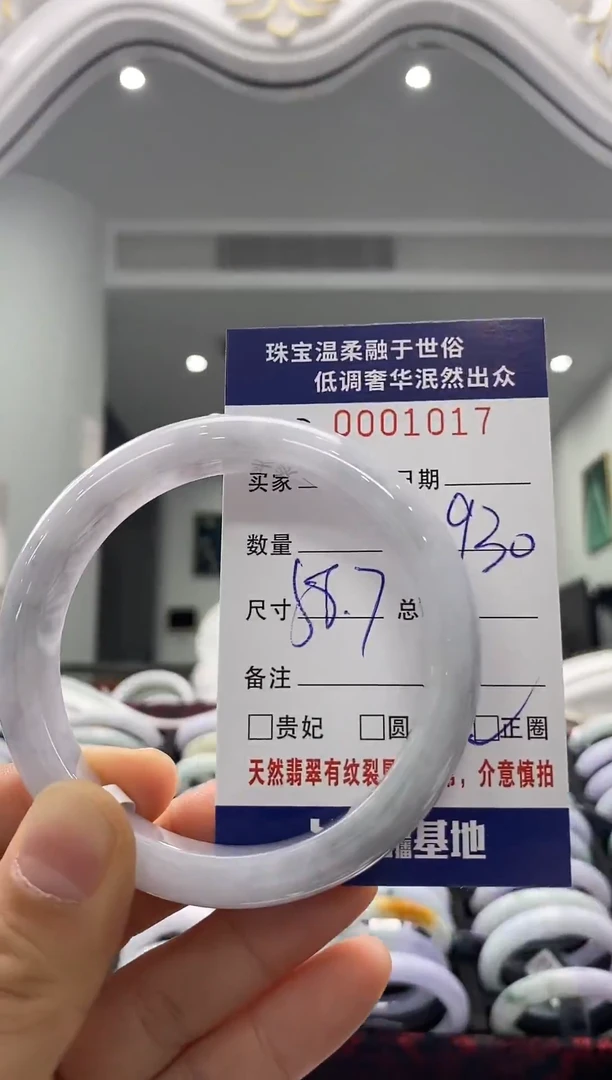 珠宝温柔融于世俗
低调奢华泯然出众
0001017
买家 期
数量 930
尺寸 58.7 总
备注
贵妃 圆 正圈
天然翡翠有纹裂 ，介意慎拍
播基地